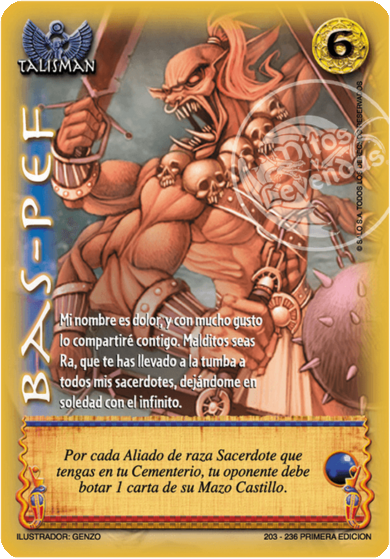 TALISMAN
6
BAS-PEF
Mitos y
Leyendas
Mi nombre es dolor, y con mucho gusto
lo compartiré contigo. Malditos seas
Ra, que te has llevado a la tumba a
todos mis sacerdotes, dejándome en
soledad con el infinito.
Por cada Aliado de raza Sacerdote que
tengas en tu Cementerio, tu oponente debe
botar 1 carta de su Mazo Castillo.
ILUSTRADOR: GENZO
203 - 236 PRIMERA EDICION